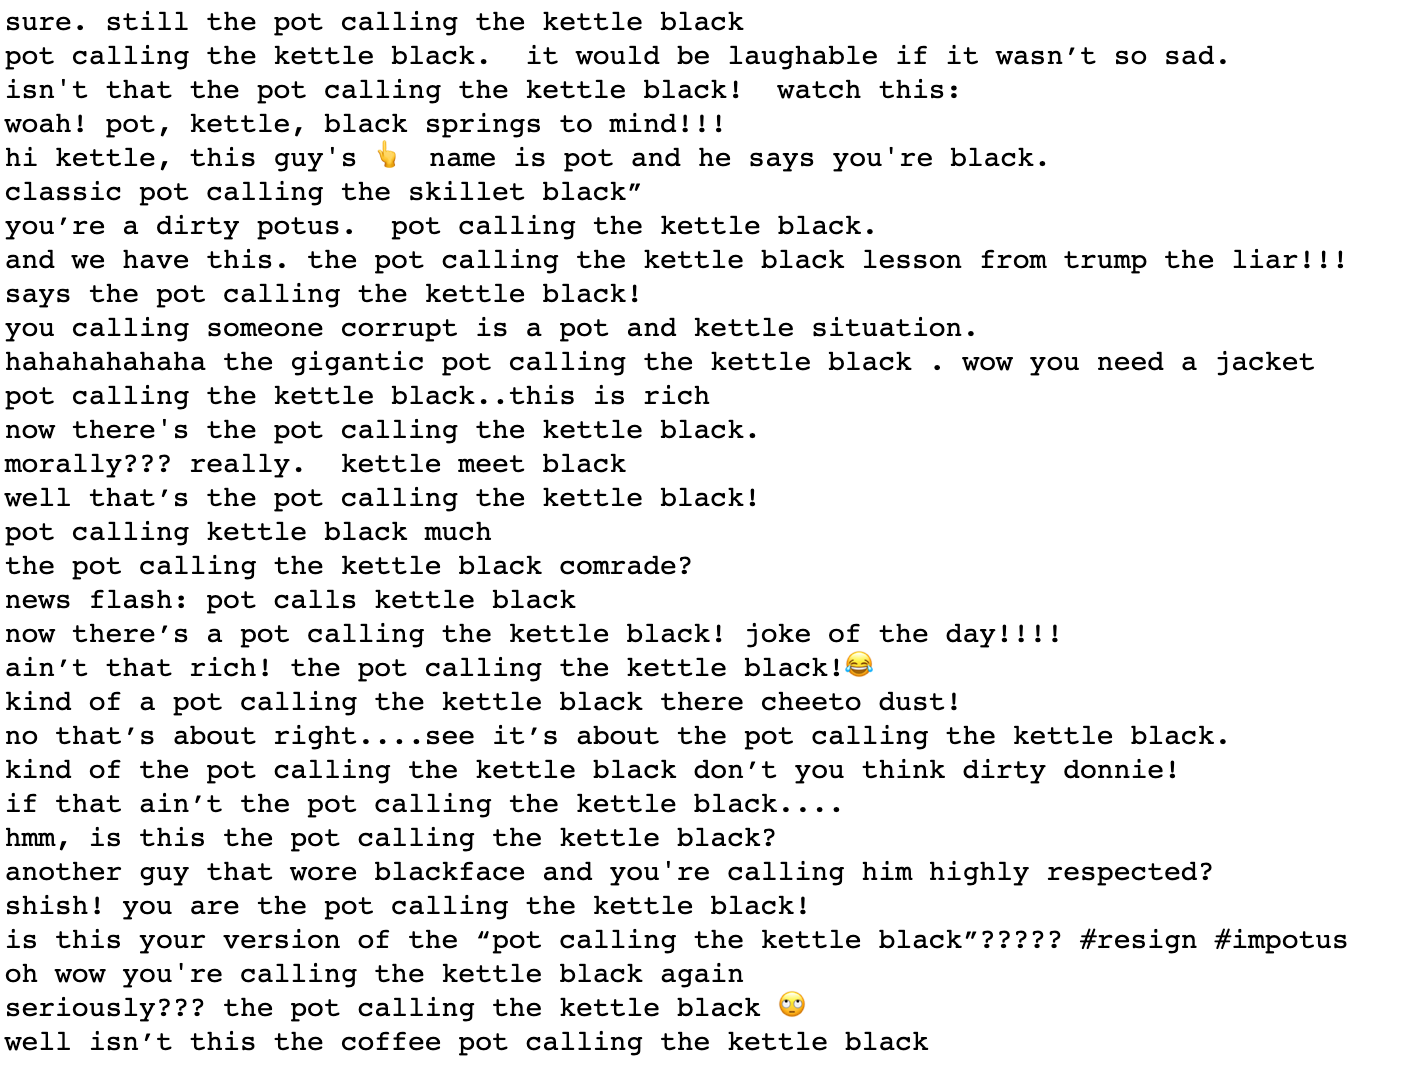 sure. still the pot calling the kettle black
pot calling the kettle black.  it would be laughable if it wasn’t so sad.
isn't that the pot calling the kettle black!  watch this:
woah! pot, kettle, black springs to mind!!!
hi kettle, this guy's 👆  name is pot and he says you're black.
classic pot calling the skillet black”
you’re a dirty potus.  pot calling the kettle black.
and we have this. the pot calling the kettle black lesson from trump the liar!!!
says the pot calling the kettle black!
you calling someone corrupt is a pot and kettle situation.
hahahahahaha the gigantic pot calling the kettle black . wow you need a jacket
pot calling the kettle black..this is rich
now there's the pot calling the kettle black.
morally??? really.  kettle meet black
well that’s the pot calling the kettle black!
pot calling kettle black much
the pot calling the kettle black comrade?
news flash: pot calls kettle black
now there’s a pot calling the kettle black! joke of the day!!!!
ain’t that rich! the pot calling the kettle black!😂
kind of a pot calling the kettle black there cheeto dust!
no that’s about right....see it’s about the pot calling the kettle black.
kind of the pot calling the kettle black don’t you think dirty donnie!
if that ain’t the pot calling the kettle black....
hmm, is this the pot calling the kettle black?
another guy that wore blackface and you're calling him highly respected?
shish! you are the pot calling the kettle black!
is this your version of the “pot calling the kettle black”????? #resign #impotus
oh wow you're calling the kettle black again
seriously??? the pot calling the kettle black 🙄
well isn’t this the coffee pot calling the kettle black